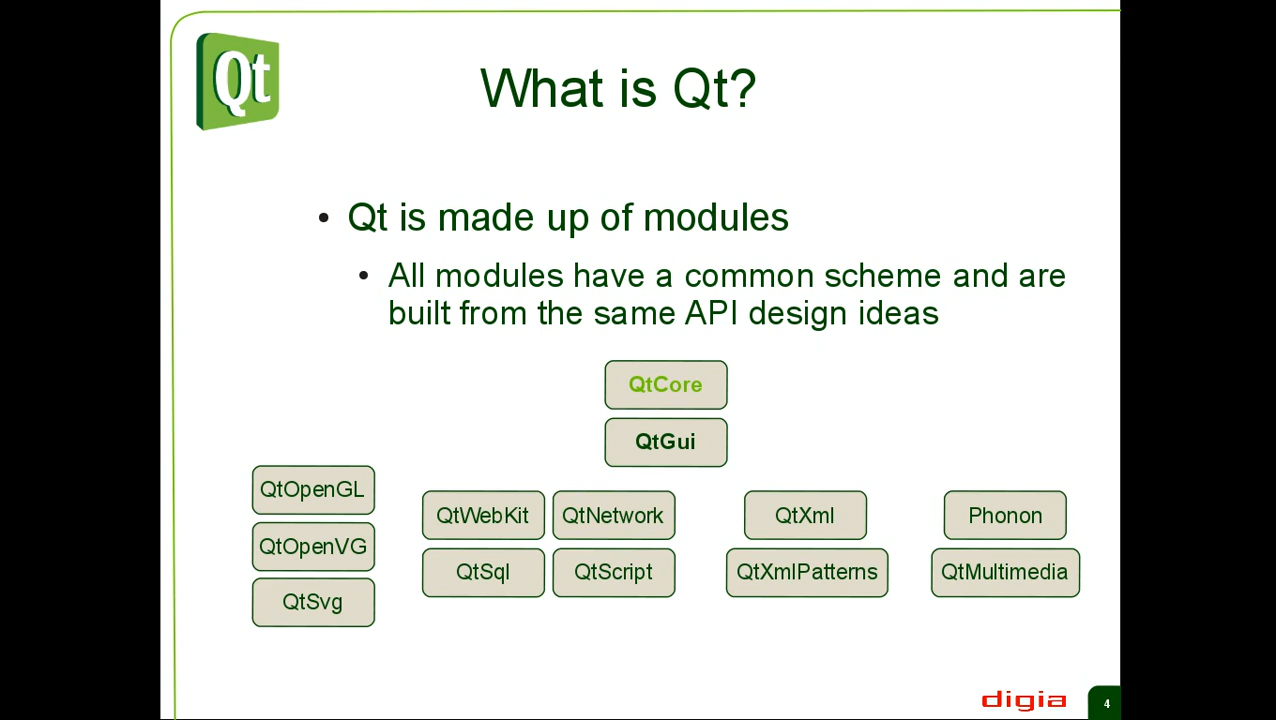 Qt
What is Qt?
• Qt is made up of modules
• All modules have a common scheme and are
built from the same API design ideas
QtCore
QtGui
QtOpenGL
QtOpenVG
QtSvg
QtWebKit QtNetwork
QtSql QtScript
QtXml
QtXmlPatterns
Phonon
QtMultimedia
digia
4